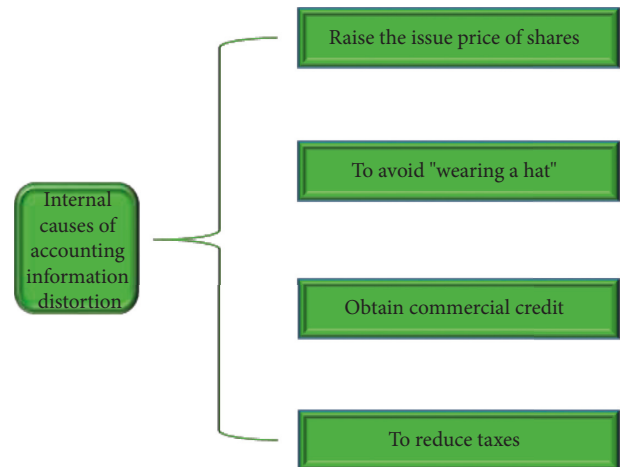 Internal
causes of
accounting
information
distortion
Raise the issue price of shares
To avoid "wearing a hat"
Obtain commercial credit
To reduce taxes